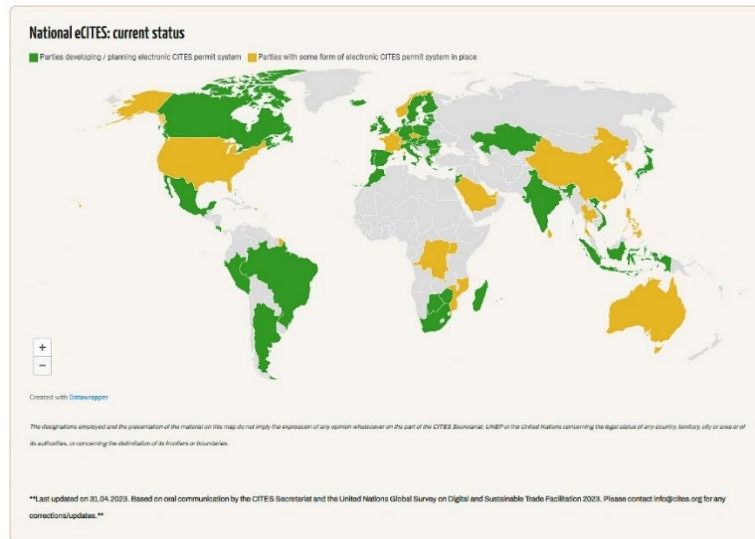 National eCITES: current status
Parties developing / planning electronic CITES permit system Parties with some form of electronic CITES permit system in place
+
−
Created with Datawrapper
The designations employed and the presentation of the material on this map do not imply the expression of any opinion whatsoever on the part of the CITES Secretariat, UNEP or the United Nations concerning the legal status of any country, territory, city or area or of
its authorities, or concerning the delimitation of its frontiers or boundaries.
**Last updated on 31.04.2023. Based on oral communication by the CITES Secretariat and the United Nations Global Survey on Digital and Sustainable Trade Facilitation 2023. Please contact info@cites.org for any
corrections/updates.**